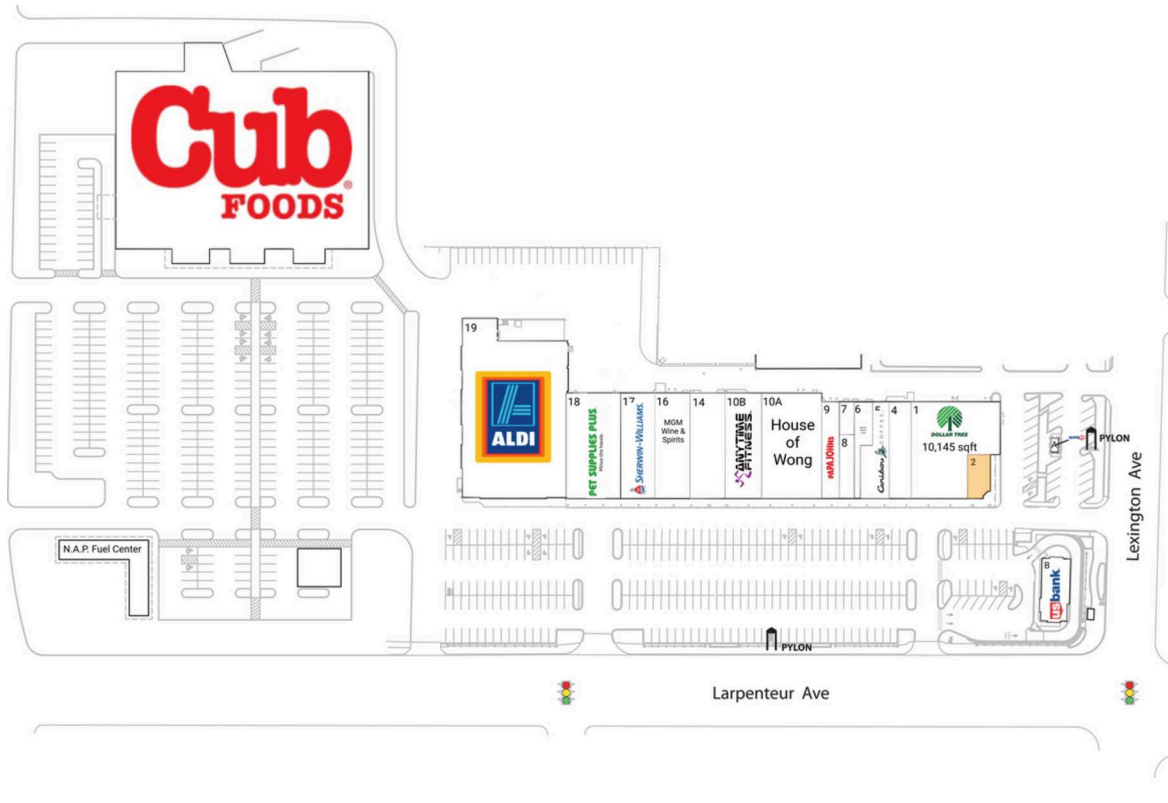 Cub
FOODS
19
ALDI
18
PET SUPPLIES PLUS.
17
SHERWIN-WILLIAMS.
16
MGM
Wine &
Spirits
14
10B
ANYTIME
FITNESS
10A
House
of
Wong
9
PAPA JOHNS
7
8
6
5
Caribou
COFFEE
4
1
DOLLAR TREE
10,145 sqft
2
A
PYLON
Lexington Ave
N.A.P. Fuel Center
B
usbank
PYLON
Larpenteur Ave